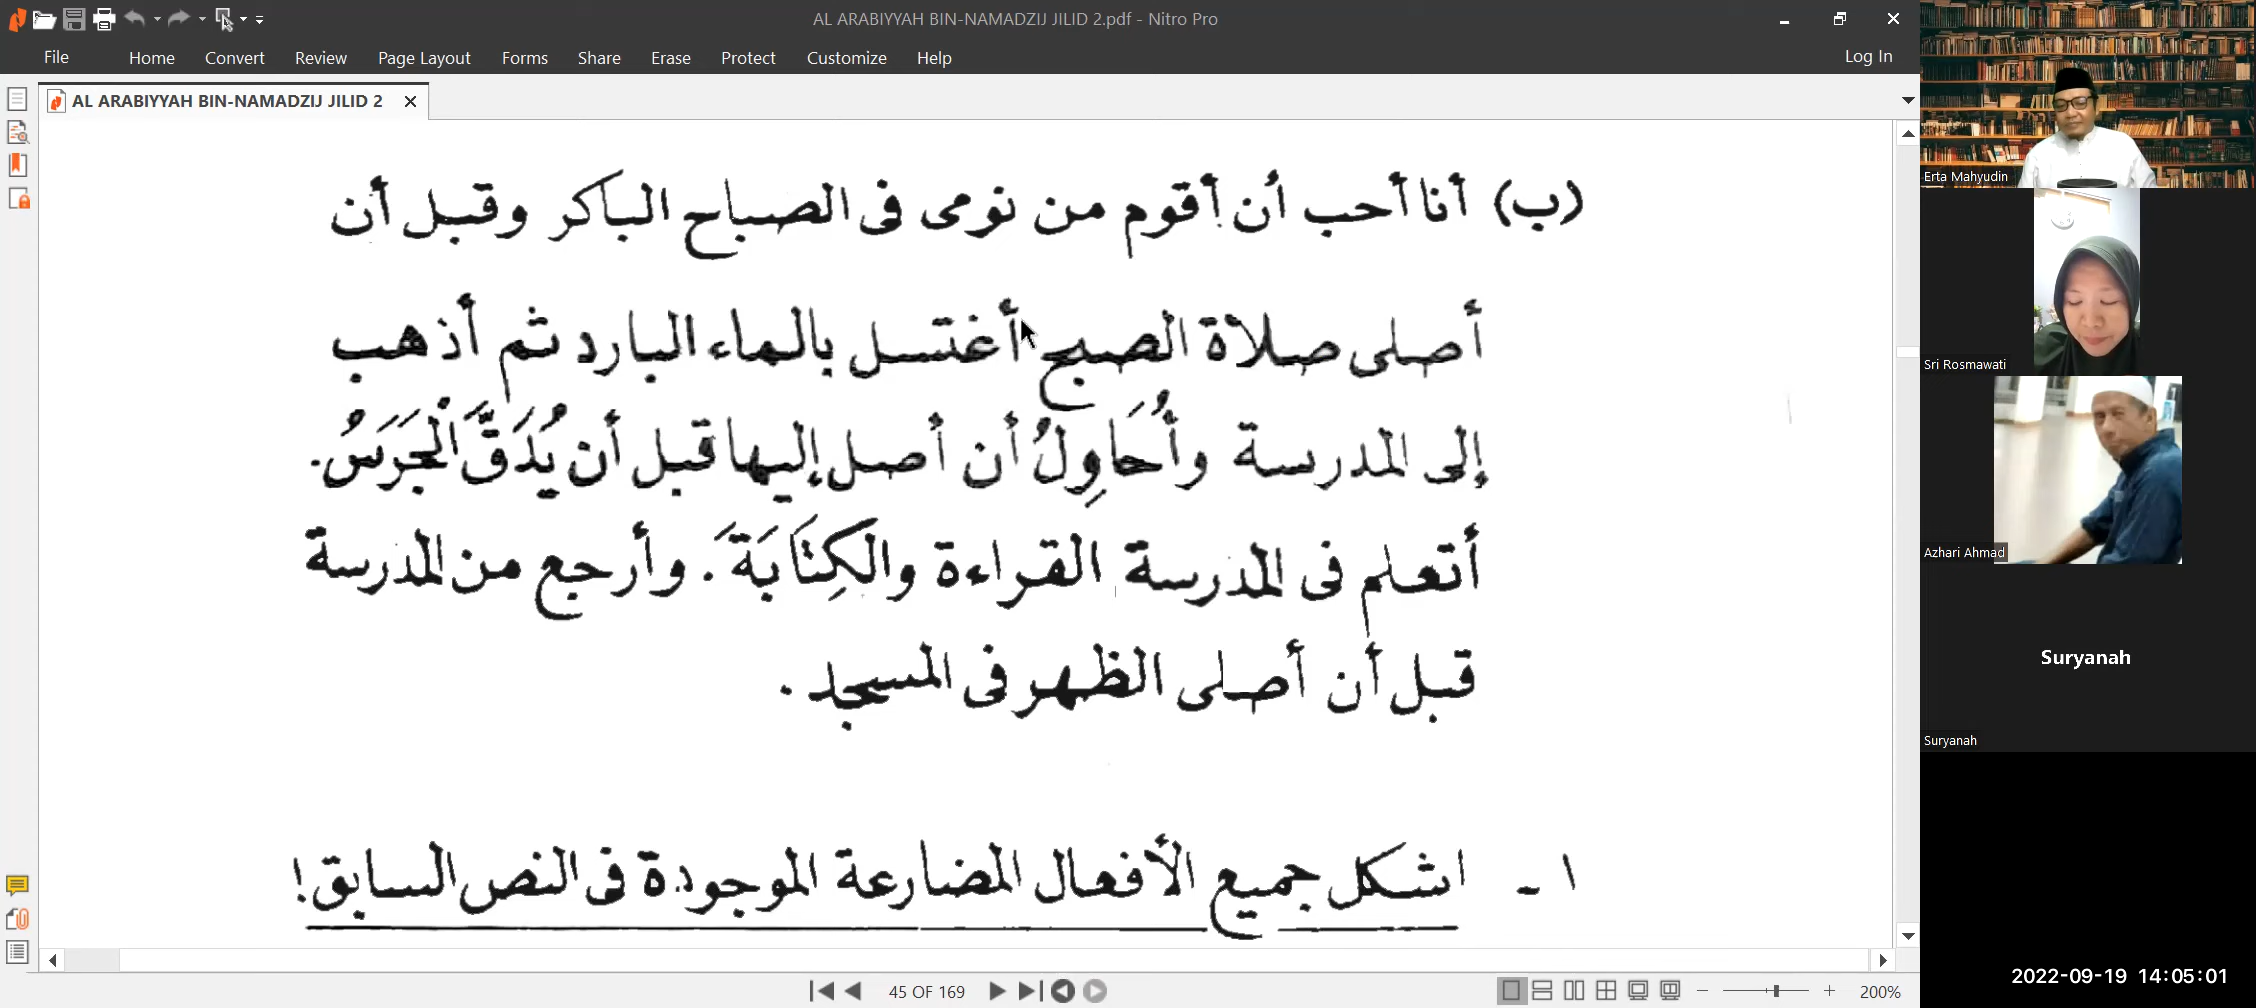 AL ARABIYYAH BIN-NAMADZIJ JILID 2.pdf - Nitro Pro
File Home Convert Review Page Layout Forms Share Erase Protect Customize Help
Log In
AL ARABIYYAH BIN-NAMADZIJ JILID 2
(ب) أنا أحب أن أقوم من نومى فى الصباح الباكر وقبل أن
أصلى صلاة الصبح أغتسل بالماء البارد ثم أذهب
إلى المدرسة وأُحَاوِلُ أن أصل إليها قبل أن يُدَقَّ الْجَرَسُ.
أتعلم فى المدرسة القراءة والكِتَابَةَ. وأرجع من المدرسة
قبل أن أصلى الظهر فى المسجد.
١ - اشكل جميع الأفعال المضارعة الموجودة فى النص السابق!
45 OF 169
200%
Erta Mahyudin
Sri Rosmawati
Azhari Ahmad
Suryanah
Suryanah
2022-09-19 14:05:01